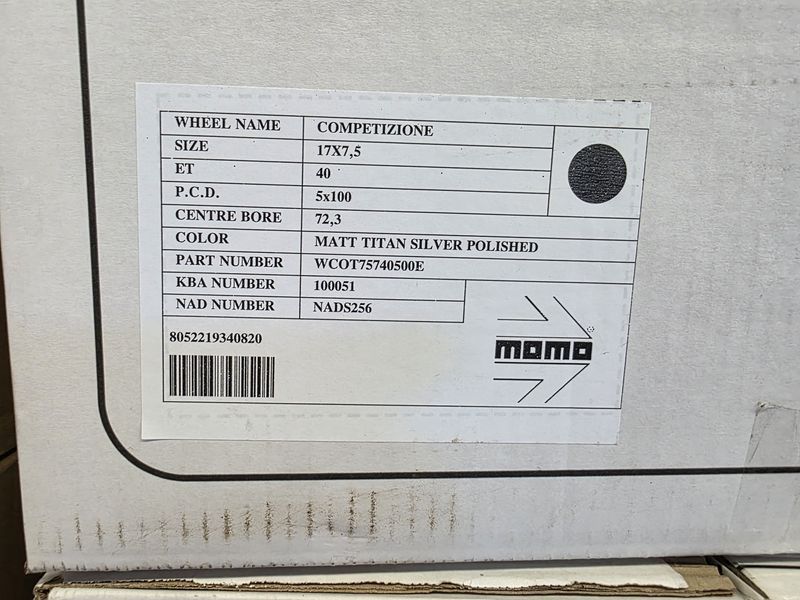 WHEEL NAME COMPETIZIONE
SIZE 17X7,5
ET 40
P.C.D. 5x100
CENTRE BORE 72,3
COLOR MATT TITAN SILVER POLISHED
PART NUMBER WCOT75740500E
KBA NUMBER 100051
NAD NUMBER NADS256
8052219340820
momo